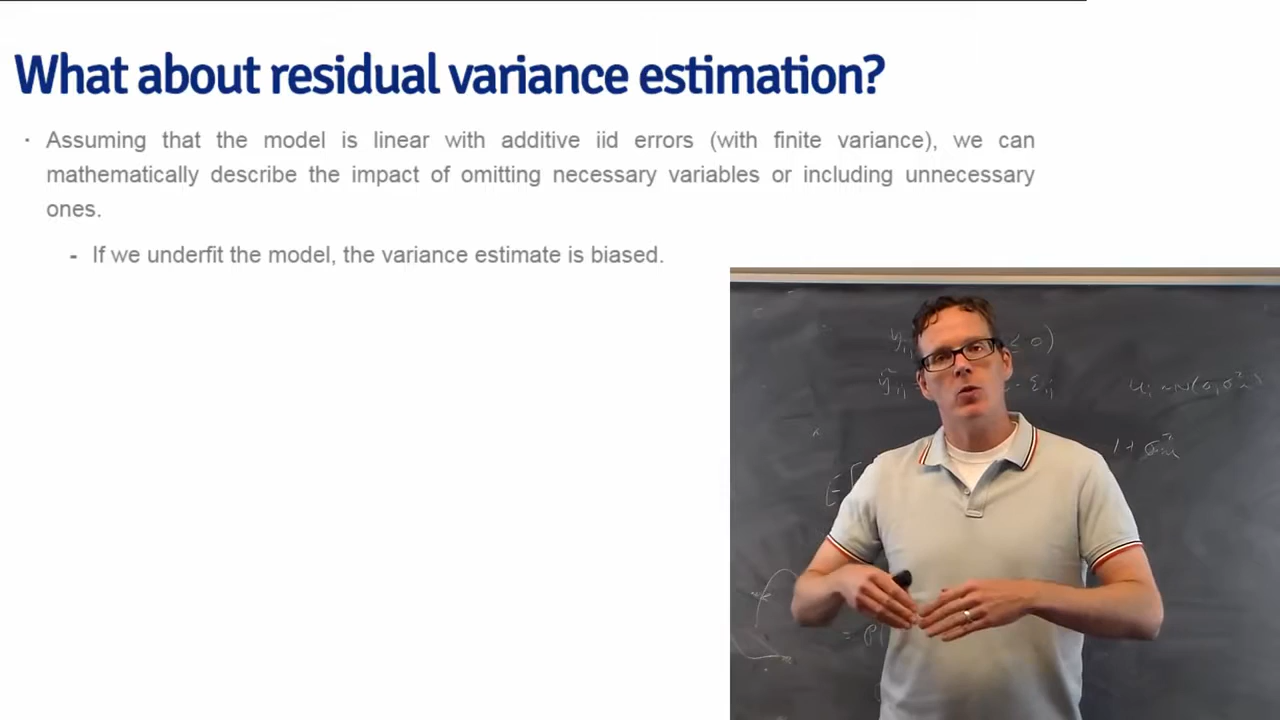 What about residual variance estimation?
· Assuming that the model is linear with additive iid errors (with finite variance), we can
mathematically describe the impact of omitting necessary variables or including unnecessary
ones.
- If we underfit the model, the variance estimate is biased.
≤ 0)